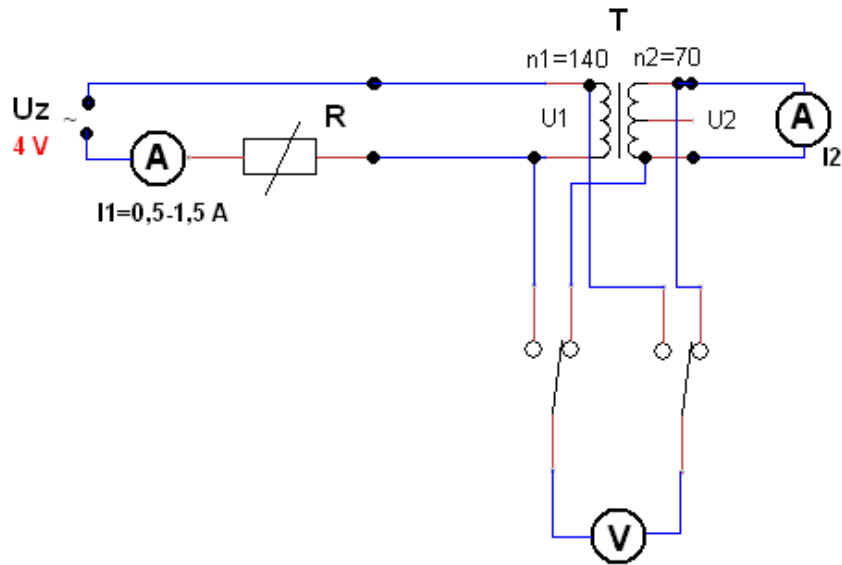 T
n1=140 n2=70
Uz ~
4 V
R
U1
U2
A
I2
A
I1=0,5-1,5 A
V